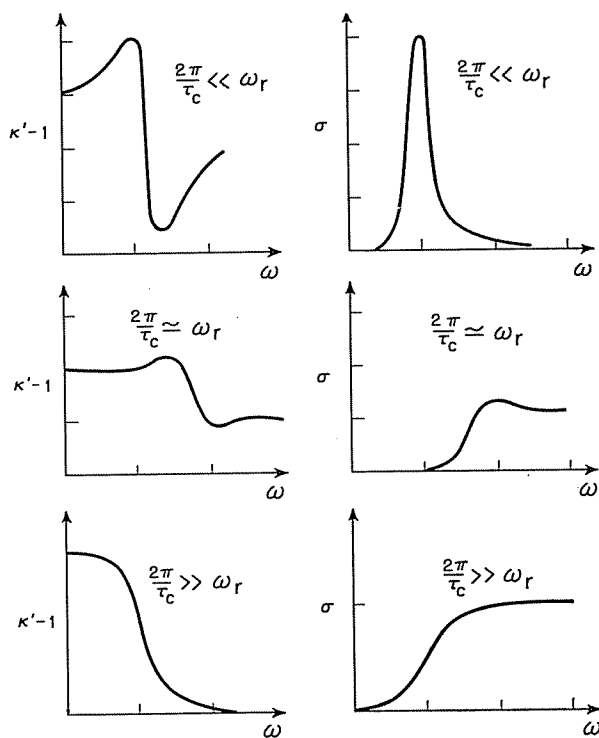 κ′−1
2π/τc << ωr
ω
σ
2π/τc << ωr
ω
κ′−1
2π/τc ≃ ωr
ω
σ
2π/τc ≃ ωr
ω
κ′−1
2π/τc >> ωr
ω
σ
2π/τc >> ωr
ω